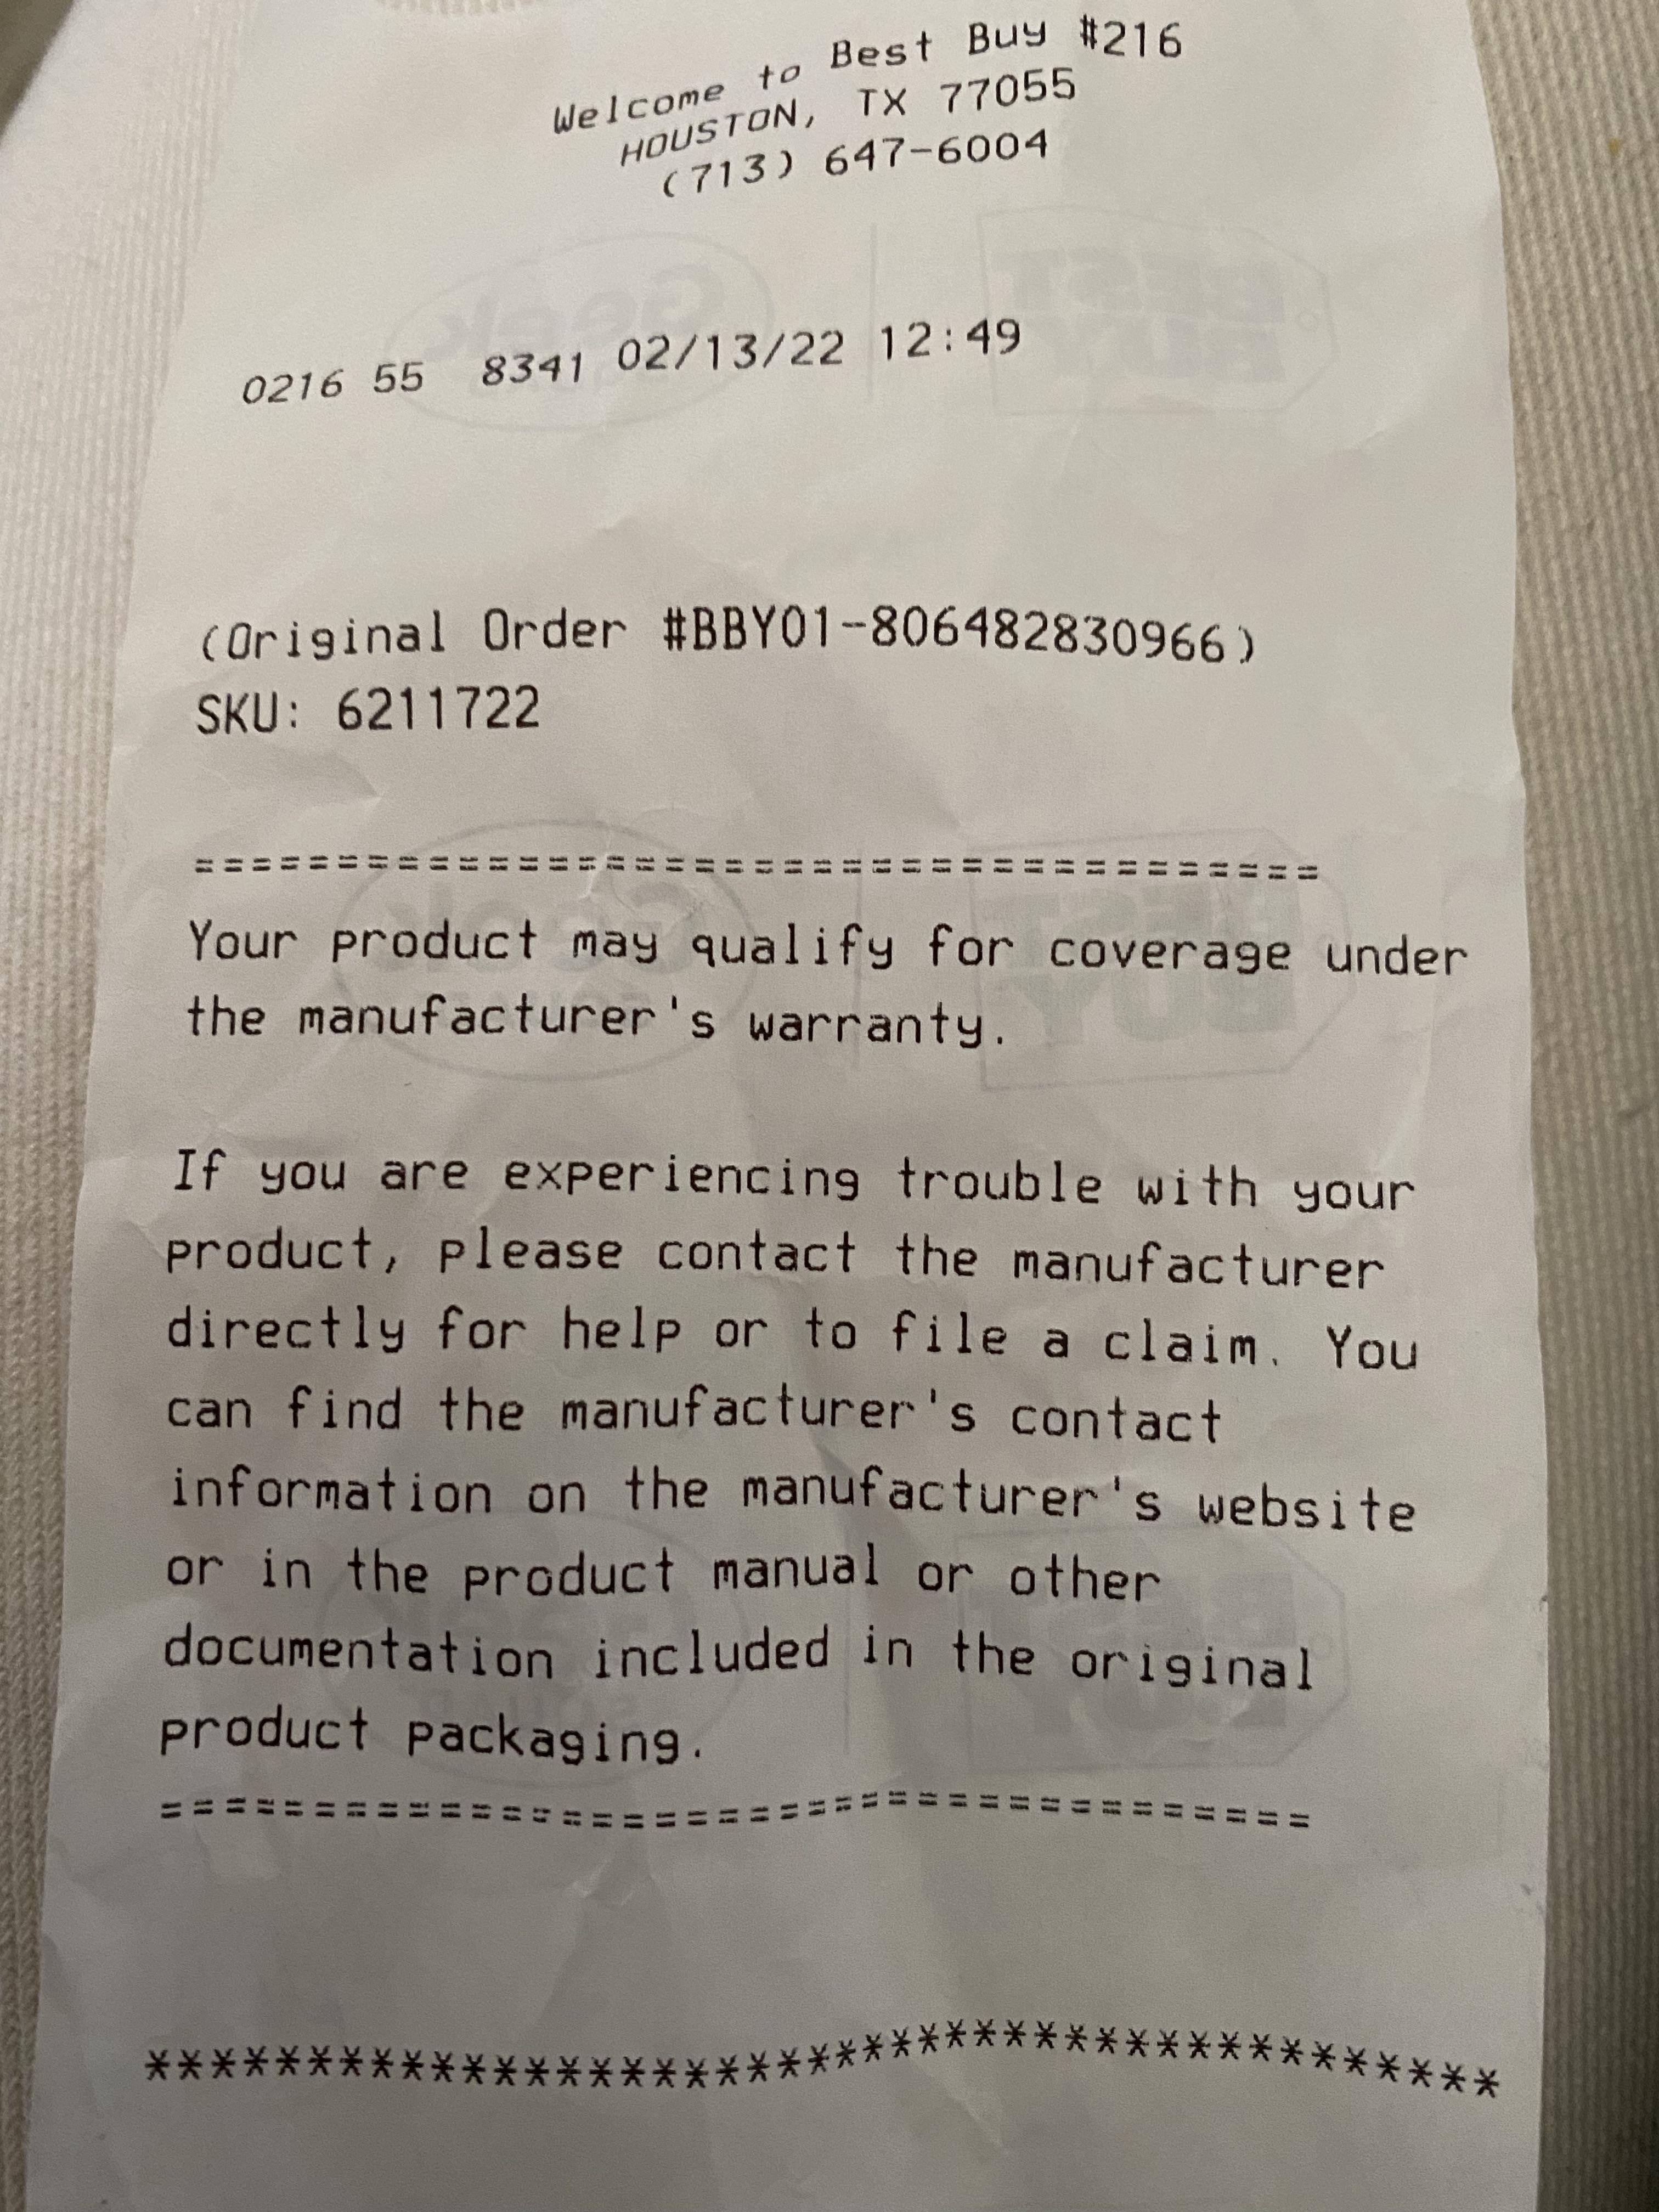 Welcome to Best Buy #216
HOUSTON, TX 77055
(713) 647-6004
0216 55 8341 02/13/22 12:49
(Original Order #BBY01-806482830966)
SKU: 6211722
=======================================
Your product may qualify for coverage under
the manufacturer's warranty.
If you are experiencing trouble with your
product, please contact the manufacturer
directly for help or to file a claim. You
can find the manufacturer's contact
information on the manufacturer's website
or in the product manual or other
documentation included in the original
product packaging.
=======================================
********************************************